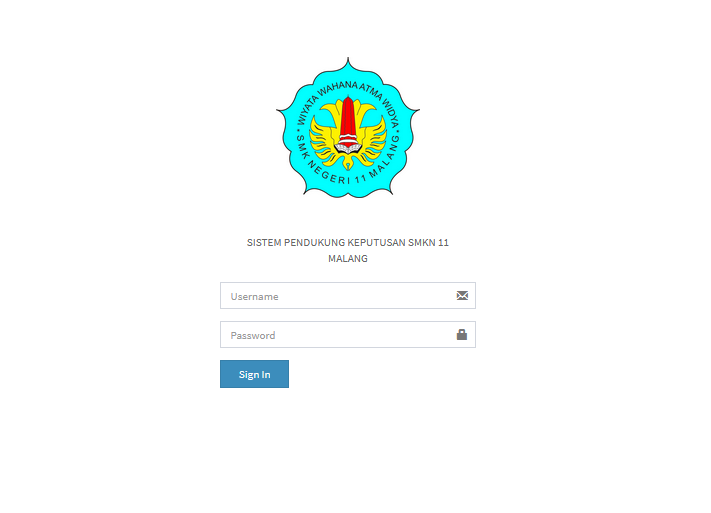 * WIYATA WAHANA ATMA WIDYA *
SMK NEGERI 11 MALANG
SISTEM PENDUKUNG KEPUTUSAN SMKN 11
MALANG
Username
Password
Sign In